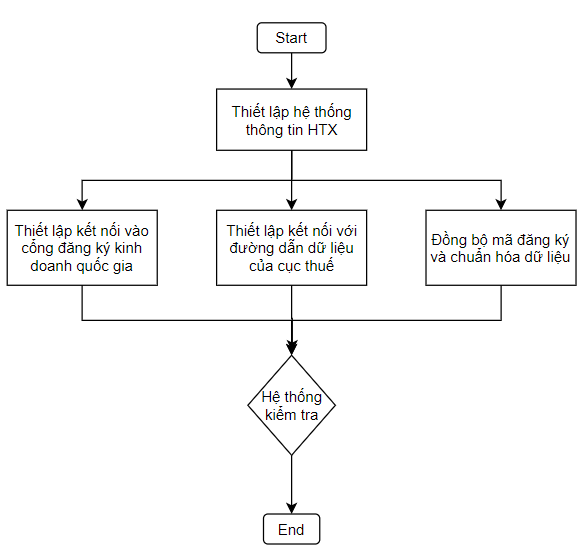 Start
Thiết lập hệ thống
thông tin HTX
Thiết lập kết nối vào
cổng đăng ký kinh
doanh quốc gia
Thiết lập kết nối với
đường dẫn dữ liệu
của cục thuế
Đồng bộ mã đăng ký
và chuẩn hóa dữ liệu
Hệ thống
kiểm tra
End